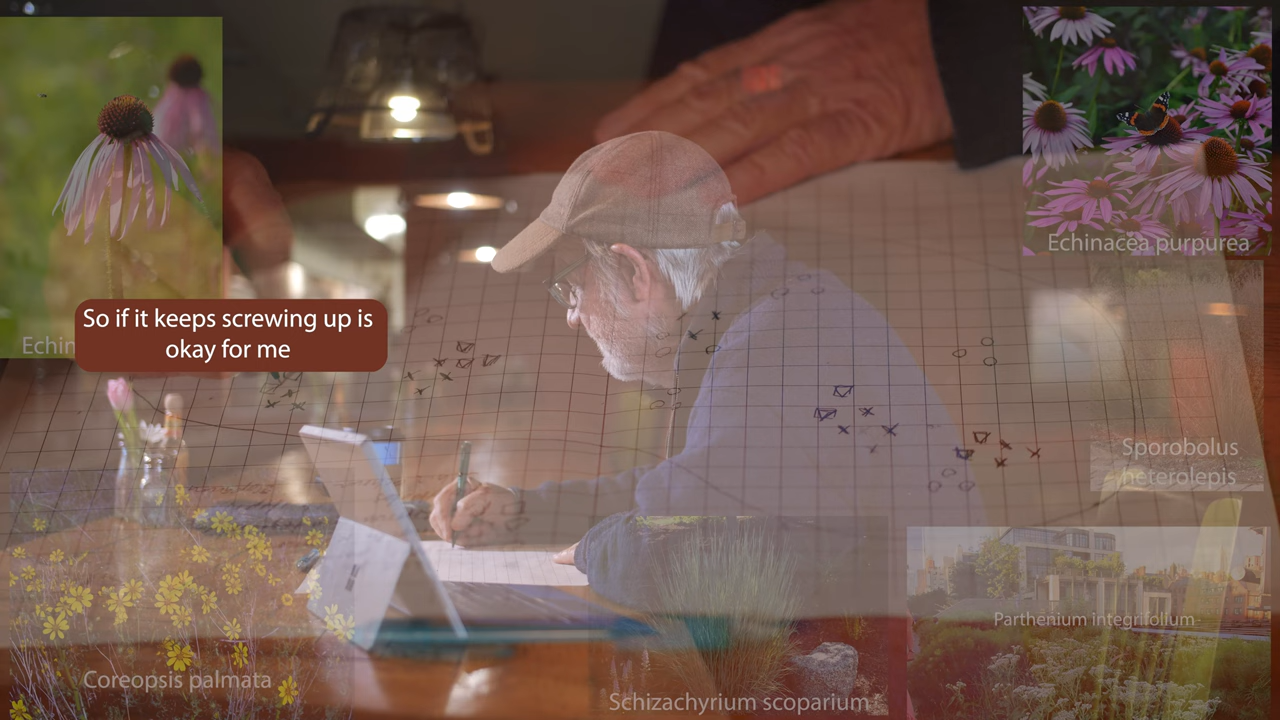 Echinacea purpurea
So if it keeps screwing up is
okay for me
Echin
Sporobolus
heterolepis
Parthenium integrifolium
Coreopsis palmata
Schizachyrium scoparium